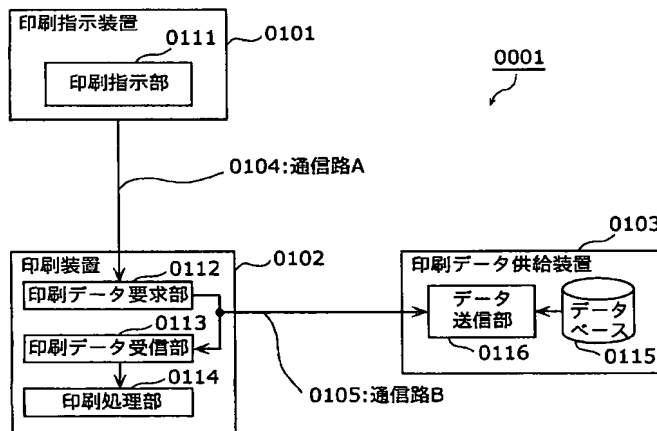 印刷指示装置
0101
0111
印刷指示部
0001
0104:通信路A
印刷装置
0102
0112
印刷データ要求部
0113
印刷データ受信部
0114
印刷処理部
0103
印刷データ供給装置
データ
送信部
0116
データ
ベース
0115
0105:通信路B